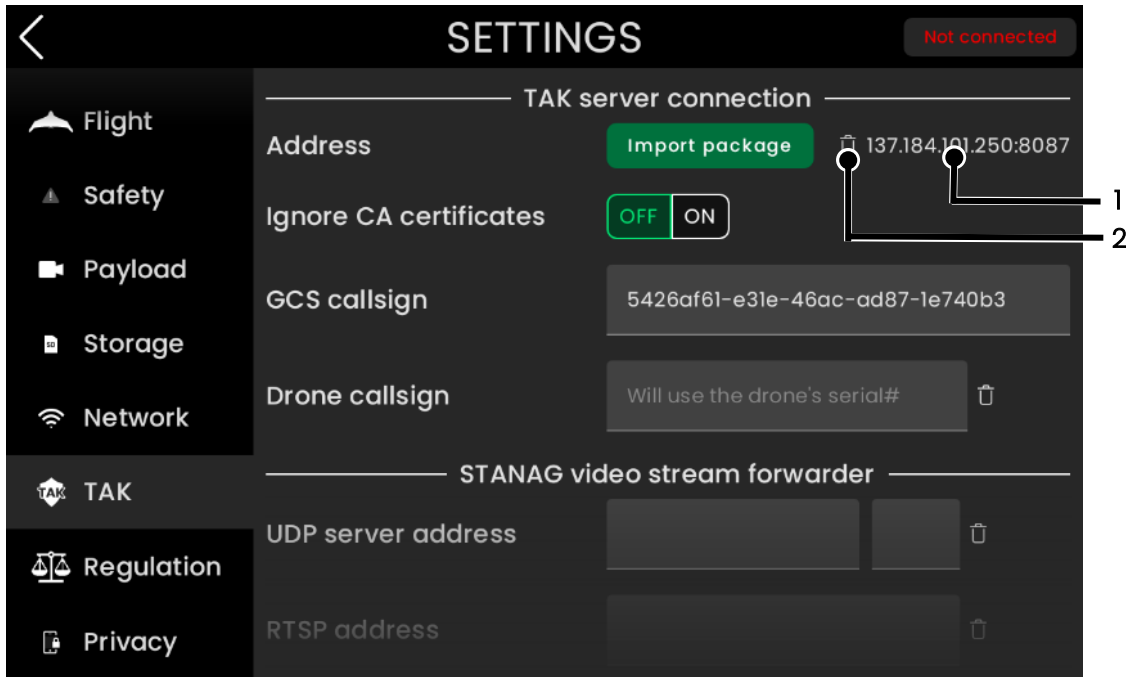 SETTINGS
Not connected
Flight
Safety
Payload
SD
Storage
Network
TAK
TAK
Regulation
Privacy
TAK server connection
Address
Import package
137.184.101.250:8087
Ignore CA certificates
OFF
ON
GCS callsign
5426af61-e31e-46ac-ad87-1e740b3
Drone callsign
Will use the drone's serial#
STANAG video stream forwarder
UDP server address
RTSP address
1
2